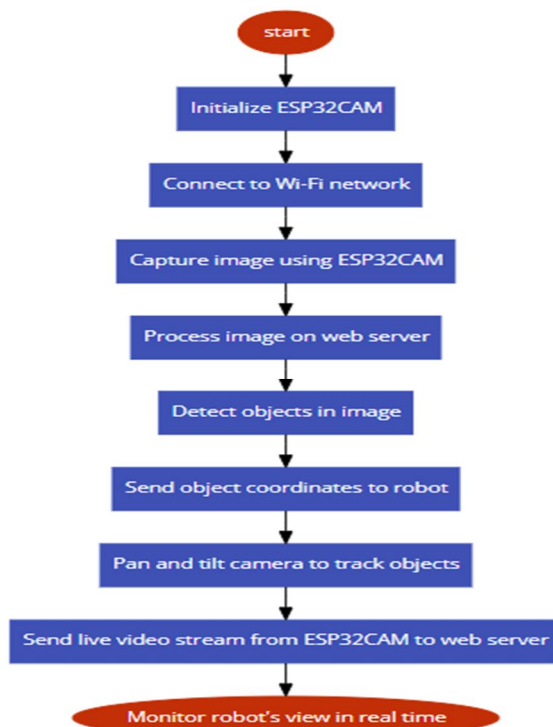 start
Initialize ESP32CAM
Connect to Wi-Fi network
Capture image using ESP32CAM
Process image on web server
Detect objects in image
Send object coordinates to robot
Pan and tilt camera to track objects
Send live video stream from ESP32CAM to web server
Monitor robot's view in real time